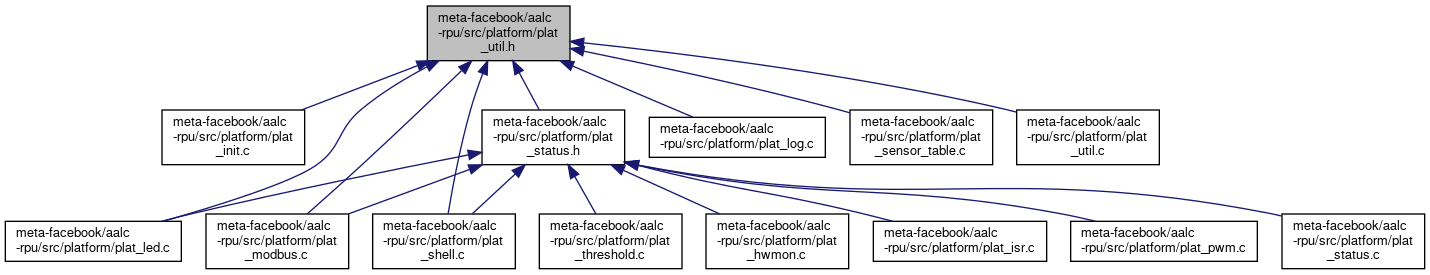 meta-facebook/aalc
-rpu/src/platform/plat
_util.h
meta-facebook/aalc
-rpu/src/platform/plat
_init.c
meta-facebook/aalc
-rpu/src/platform/plat
_status.h
meta-facebook/aalc
-rpu/src/platform/plat_log.c
meta-facebook/aalc
-rpu/src/platform/plat
_sensor_table.c
meta-facebook/aalc
-rpu/src/platform/plat
_util.c
meta-facebook/aalc
-rpu/src/platform/plat_led.c
meta-facebook/aalc
-rpu/src/platform/plat
_modbus.c
meta-facebook/aalc
-rpu/src/platform/plat
_shell.c
meta-facebook/aalc
-rpu/src/platform/plat
_threshold.c
meta-facebook/aalc
-rpu/src/platform/plat
_hwmon.c
meta-facebook/aalc
-rpu/src/platform/plat_isr.c
meta-facebook/aalc
-rpu/src/platform/plat_pwm.c
meta-facebook/aalc
-rpu/src/platform/plat
_status.c